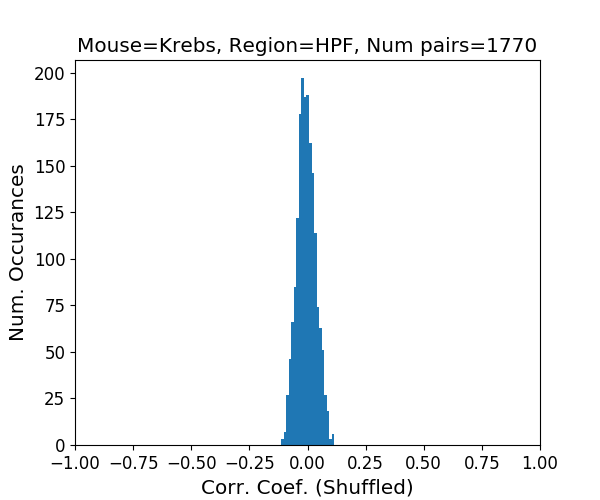 Mouse=Krebs, Region=HPF, Num pairs=1770
200
175
150
125
100
75
50
25
0
Num. Occurances
−1.00 −0.75 −0.50 −0.25 0.00 0.25 0.50 0.75 1.00
Corr. Coef. (Shuffled)